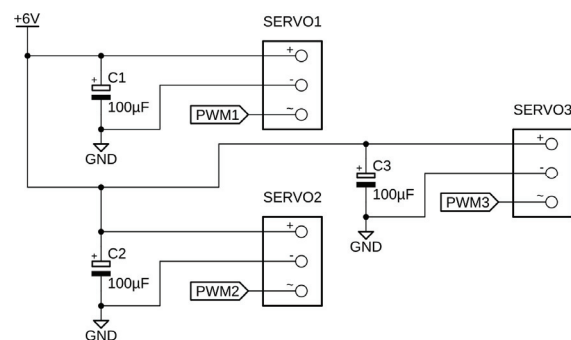 +6V
SERVO1
+
-
~
+
C1
100µF
PWM1
GND
SERVO3
+
-
~
+
C3
100µF
PWM3
GND
SERVO2
+
-
~
+
C2
100µF
PWM2
GND